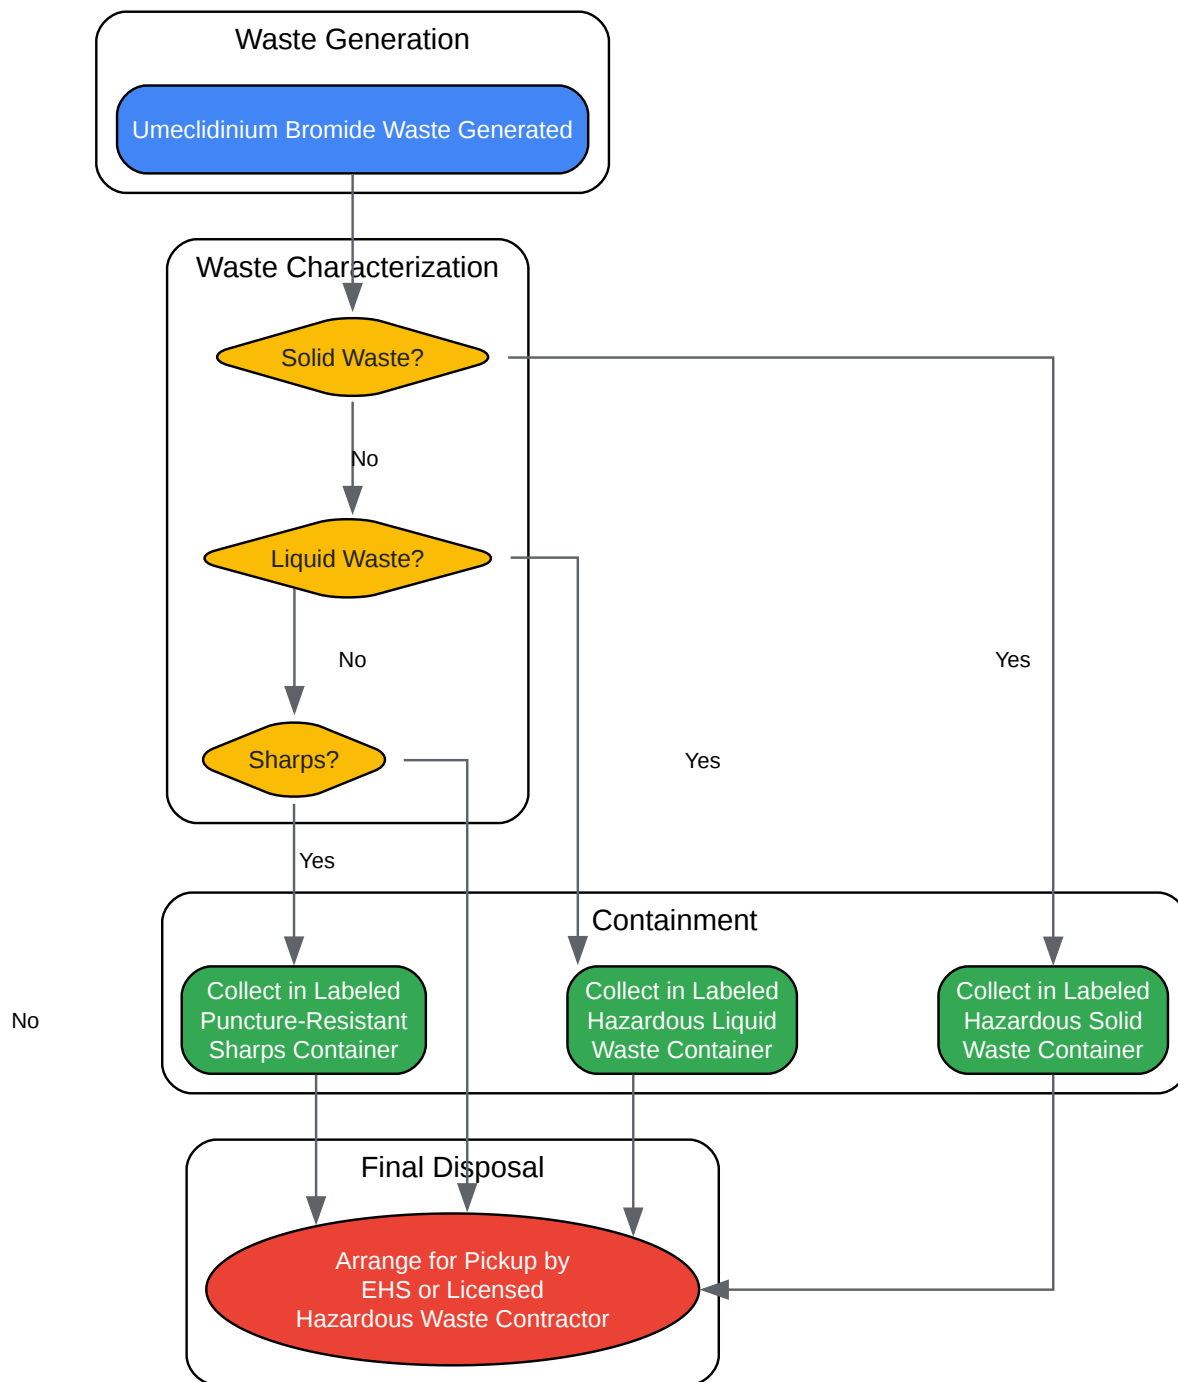 Waste Generation
Umeclidinium Bromide Waste Generated
Waste Characterization
Solid Waste?
No
Liquid Waste?
No
Yes
Sharps?
Yes
Yes
Containment
Collect in Labeled
Puncture-Resistant
Sharps Container
Collect in Labeled
Hazardous Liquid
Waste Container
Collect in Labeled
Hazardous Solid
Waste Container
No
Final Disposal
Arrange for Pickup by
EHS or Licensed
Hazardous Waste Contractor